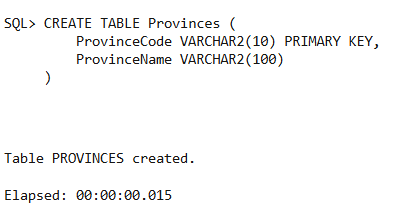 SQL> CREATE TABLE Provinces (
ProvinceCode VARCHAR2(10) PRIMARY KEY,
ProvinceName VARCHAR2(100)
)
Table PROVINCES created.
Elapsed: 00:00:00.015